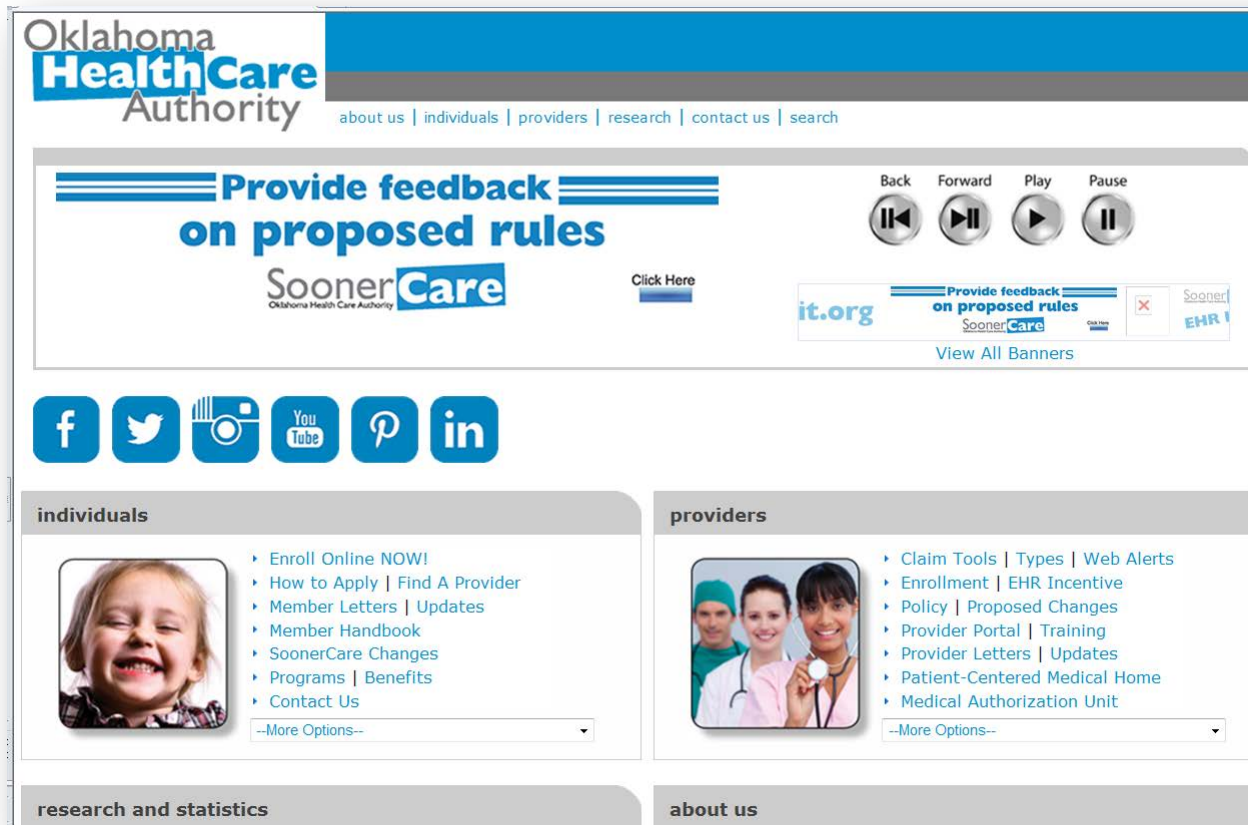 Oklahoma
HealthCare
Authority
about us | individuals | providers | research | contact us | search
Provide feedback
on proposed rules
SoonerCare
Oklahoma Health Care Authority
Click Here
Back Forward Play Pause
it.org
Provide feedback
on proposed rules
SoonerCare
Click Here
Sooner
EHR
View All Banners
f
You
Tube
in
individuals
Enroll Online NOW!
How to Apply | Find A Provider
Member Letters | Updates
Member Handbook
SoonerCare Changes
Programs | Benefits
Contact Us
--More Options--
providers
Claim Tools | Types | Web Alerts
Enrollment | EHR Incentive
Policy | Proposed Changes
Provider Portal | Training
Provider Letters | Updates
Patient-Centered Medical Home
Medical Authorization Unit
--More Options--
research and statistics
about us